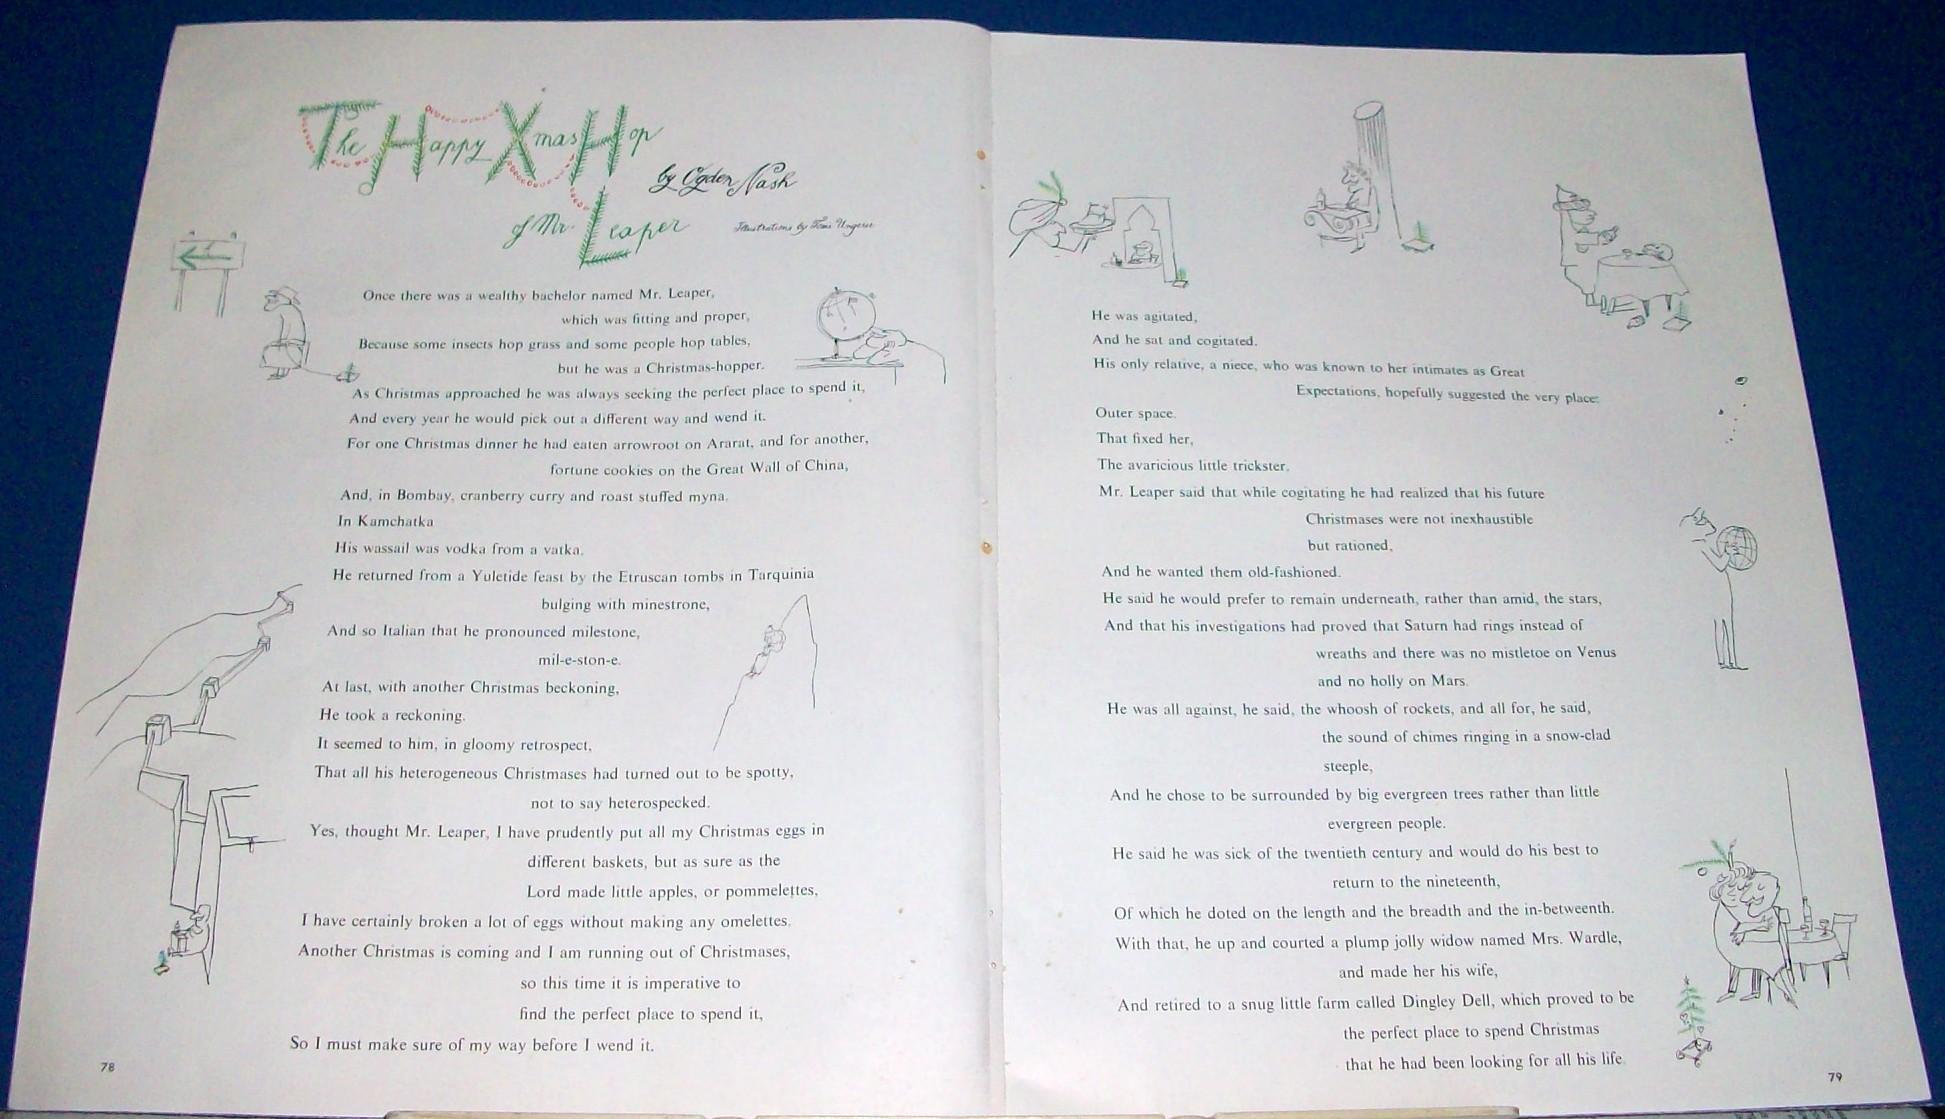 The Happy Xmas Hop
of Mr. Leaper
by Ogden Nash
Illustrations by Tomi Ungerer
Once there was a wealthy bachelor named Mr. Leaper,
which was fitting and proper,
Because some insects hop grass and some people hop tables,
but he was a Christmas-hopper.
As Christmas approached he was always seeking the perfect place to spend it,
And every year he would pick out a different way and wend it.
For one Christmas dinner he had eaten arrowroot on Ararat, and for another,
fortune cookies on the Great Wall of China,
And, in Bombay, cranberry curry and roast stuffed myna.
In Kamchatka
His wassail was vodka from a vatka.
He returned from a Yuletide feast by the Etruscan tombs in Tarquinia
bulging with minestrone,
And so Italian that he pronounced milestone,
mil-e-ston-e.
At last, with another Christmas beckoning,
He took a reckoning.
It seemed to him, in gloomy retrospect,
That all his heterogeneous Christmases had turned out to be spotty,
not to say heterospecked.
Yes, thought Mr. Leaper, I have prudently put all my Christmas eggs in
different baskets, but as sure as the
Lord made little apples, or pommelettes,
I have certainly broken a lot of eggs without making any omelettes.
Another Christmas is coming and I am running out of Christmases,
so this time it is imperative to
find the perfect place to spend it,
So I must make sure of my way before I wend it.
78
He was agitated,
And he sat and cogitated.
His only relative, a niece, who was known to her intimates as Great
Expectations, hopefully suggested the very place:
Outer space.
That fixed her,
The avaricious little trickster.
Mr. Leaper said that while cogitating he had realized that his future
Christmases were not inexhaustible
but rationed,
And he wanted them old-fashioned.
He said he would prefer to remain underneath, rather than amid, the stars,
And that his investigations had proved that Saturn had rings instead of
wreaths and there was no mistletoe on Venus
and no holly on Mars.
He was all against, he said, the whoosh of rockets, and all for, he said,
the sound of chimes ringing in a snow-clad
steeple,
And he chose to be surrounded by big evergreen trees rather than little
evergreen people.
He said he was sick of the twentieth century and would do his best to
return to the nineteenth,
Of which he doted on the length and the breadth and the in-betweenth.
With that, he up and courted a plump jolly widow named Mrs. Wardle,
and made her his wife,
And retired to a snug little farm called Dingley Dell, which proved to be
the perfect place to spend Christmas
that he had been looking for all his life.
79